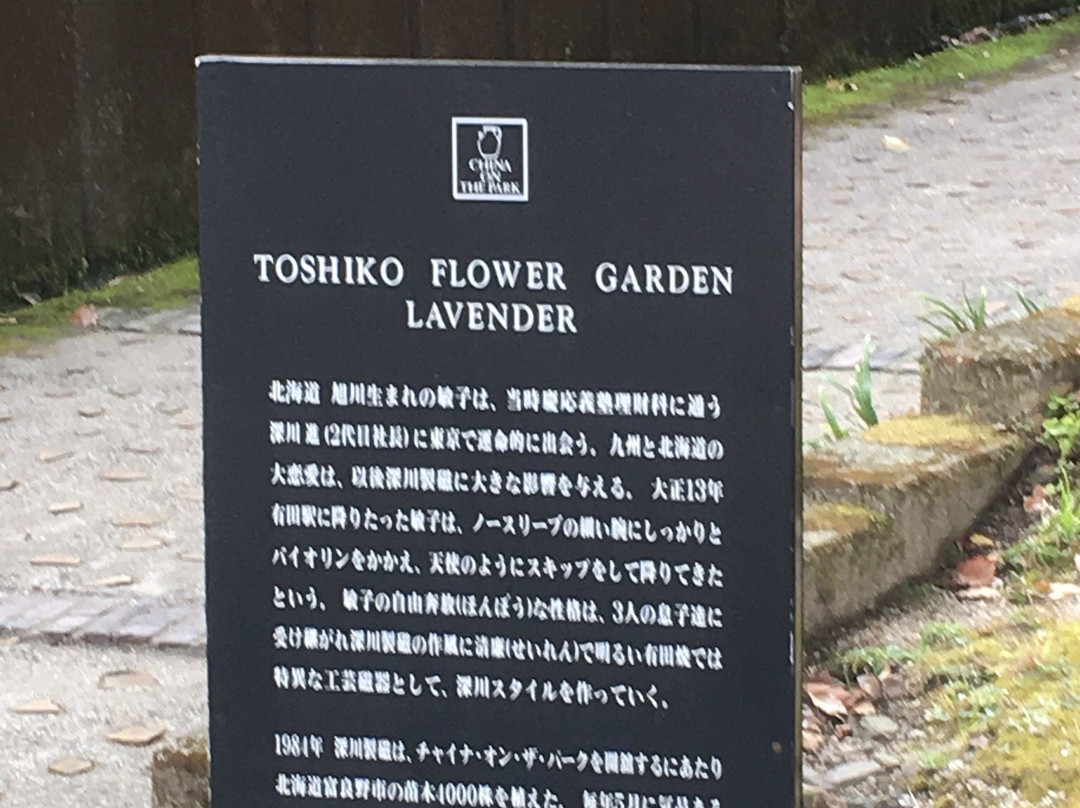 CHINA
ON
THE PARK
TOSHIKO FLOWER GARDEN
LAVENDER
北海道 旭川生まれの敏子は、当時慶応義塾理財科に通う
深川 進 (2代目社長) に東京で運命的に出会う。九州と北海道の
大恋愛は、以後深川製磁に大きな影響を与える。 大正13年
有田駅に降りたった敏子は、ノースリーブの細い腕にしっかりと
バイオリンをかかえ、天使のようにスキップをして降りてきた
という。 敏子の自由奔放(ほんぽう)な性格は、3人の息子達に
受け継がれ深川製磁の作風に清廉(せいれん)で明るい有田焼では
特異な工芸磁器として、深川スタイルを作っていく。
1984年 深川製磁は、チャイナ・オン・ザ・パークを開館するにあたり
北海道富良野市の苗木4000株を植えた。 毎年5月に